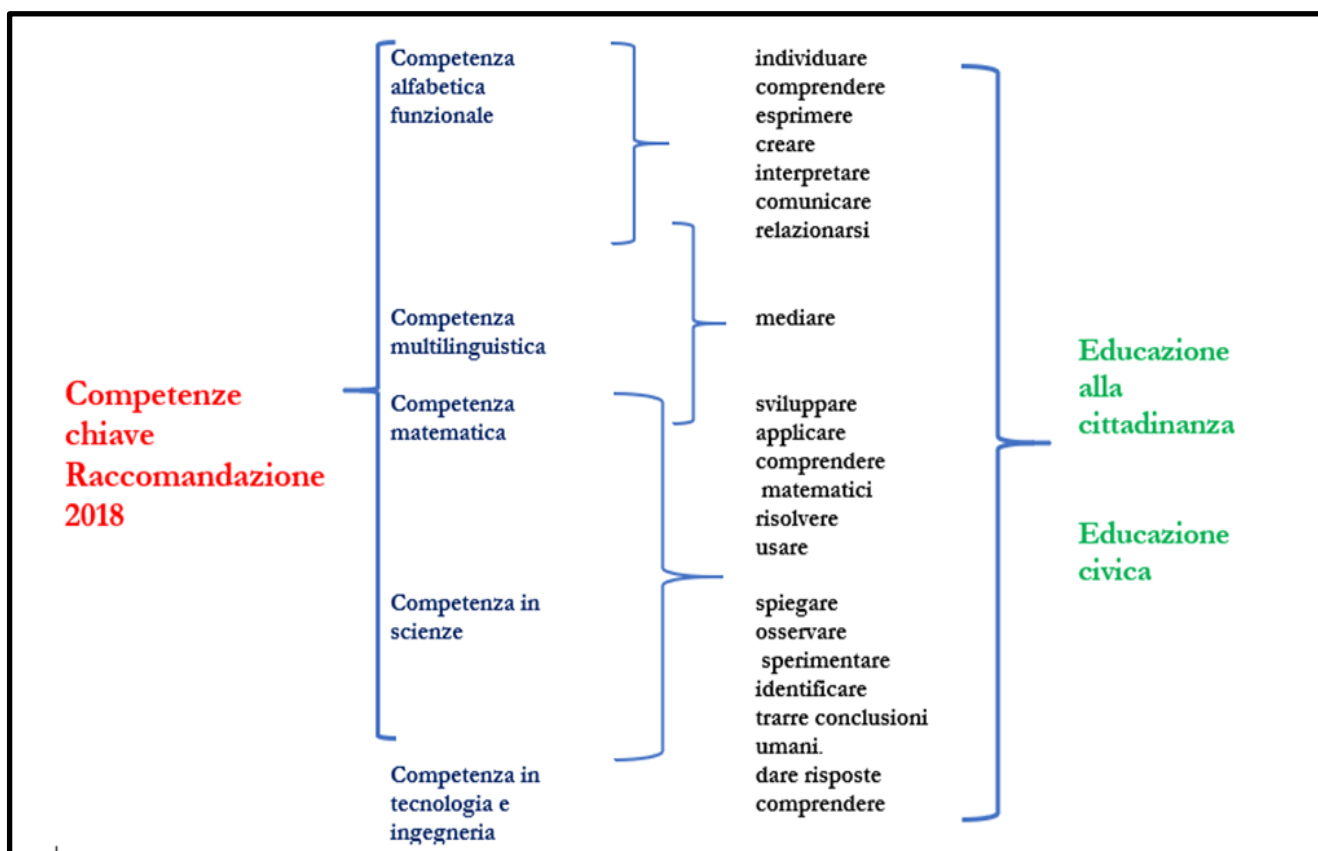 Competenze
chiave
Raccomandazione
2018
Competenza
alfabetica
funzionale
Competenza
multilinguistica
Competenza
matematica
Competenza in
scienze
Competenza in
tecnologia e
ingegneria
individuare
comprendere
esprimere
creare
interpretare
comunicare
relazionarsi
mediare
sviluppare
applicare
comprendere
matematici
risolvere
usare
spiegare
osservare
sperimentare
identificare
trarre conclusioni
umani.
dare risposte
comprendere
Educazione
alla
cittadinanza
Educazione
civica